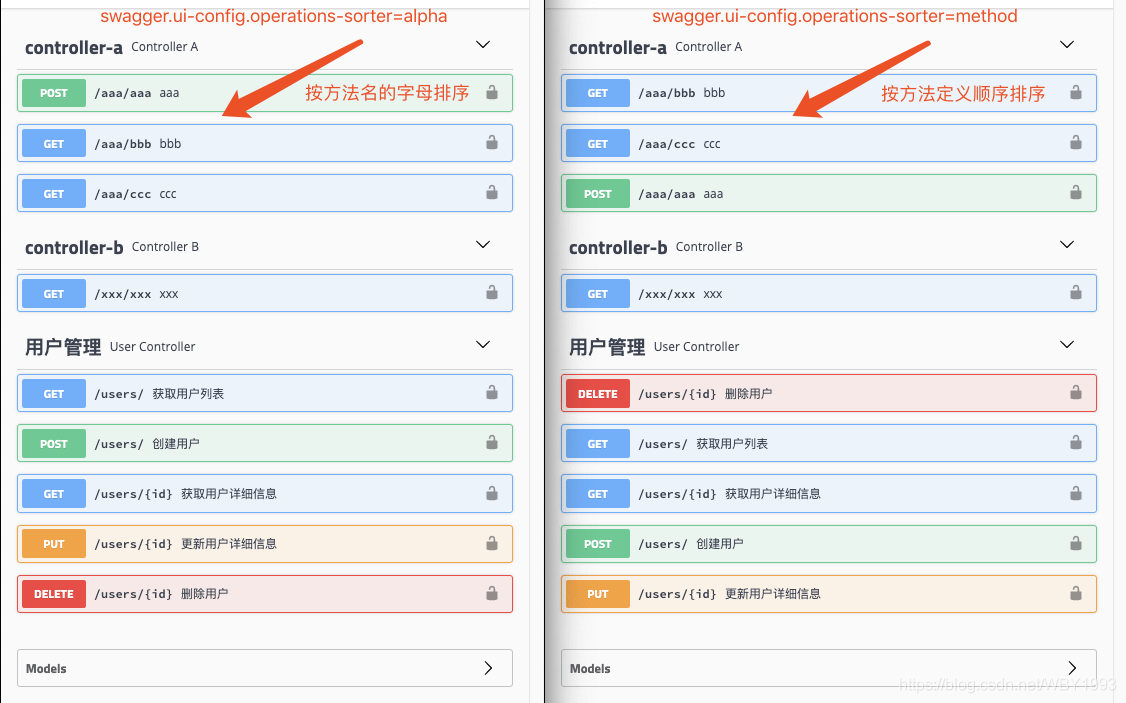 swagger.ui-config.operations-sorter=alpha
controller-a Controller A
POST /aaa/aaa aaa
按方法名的字母排序
GET /aaa/bbb bbb
GET /aaa/ccc ccc
controller-b Controller B
GET /xxx/xxx xxx
用户管理 User Controller
GET /users/ 获取用户列表
POST /users/ 创建用户
GET /users/{id} 获取用户详细信息
PUT /users/{id} 更新用户详细信息
DELETE /users/{id} 删除用户
Models
swagger.ui-config.operations-sorter=method
controller-a Controller A
GET /aaa/bbb bbb
按方法定义顺序排序
GET /aaa/ccc ccc
POST /aaa/aaa aaa
controller-b Controller B
GET /xxx/xxx xxx
用户管理 User Controller
DELETE /users/{id} 删除用户
GET /users/ 获取用户列表
GET /users/{id} 获取用户详细信息
POST /users/ 创建用户
PUT /users/{id} 更新用户详细信息
Models
https://blog.csdn.net/WBY1993